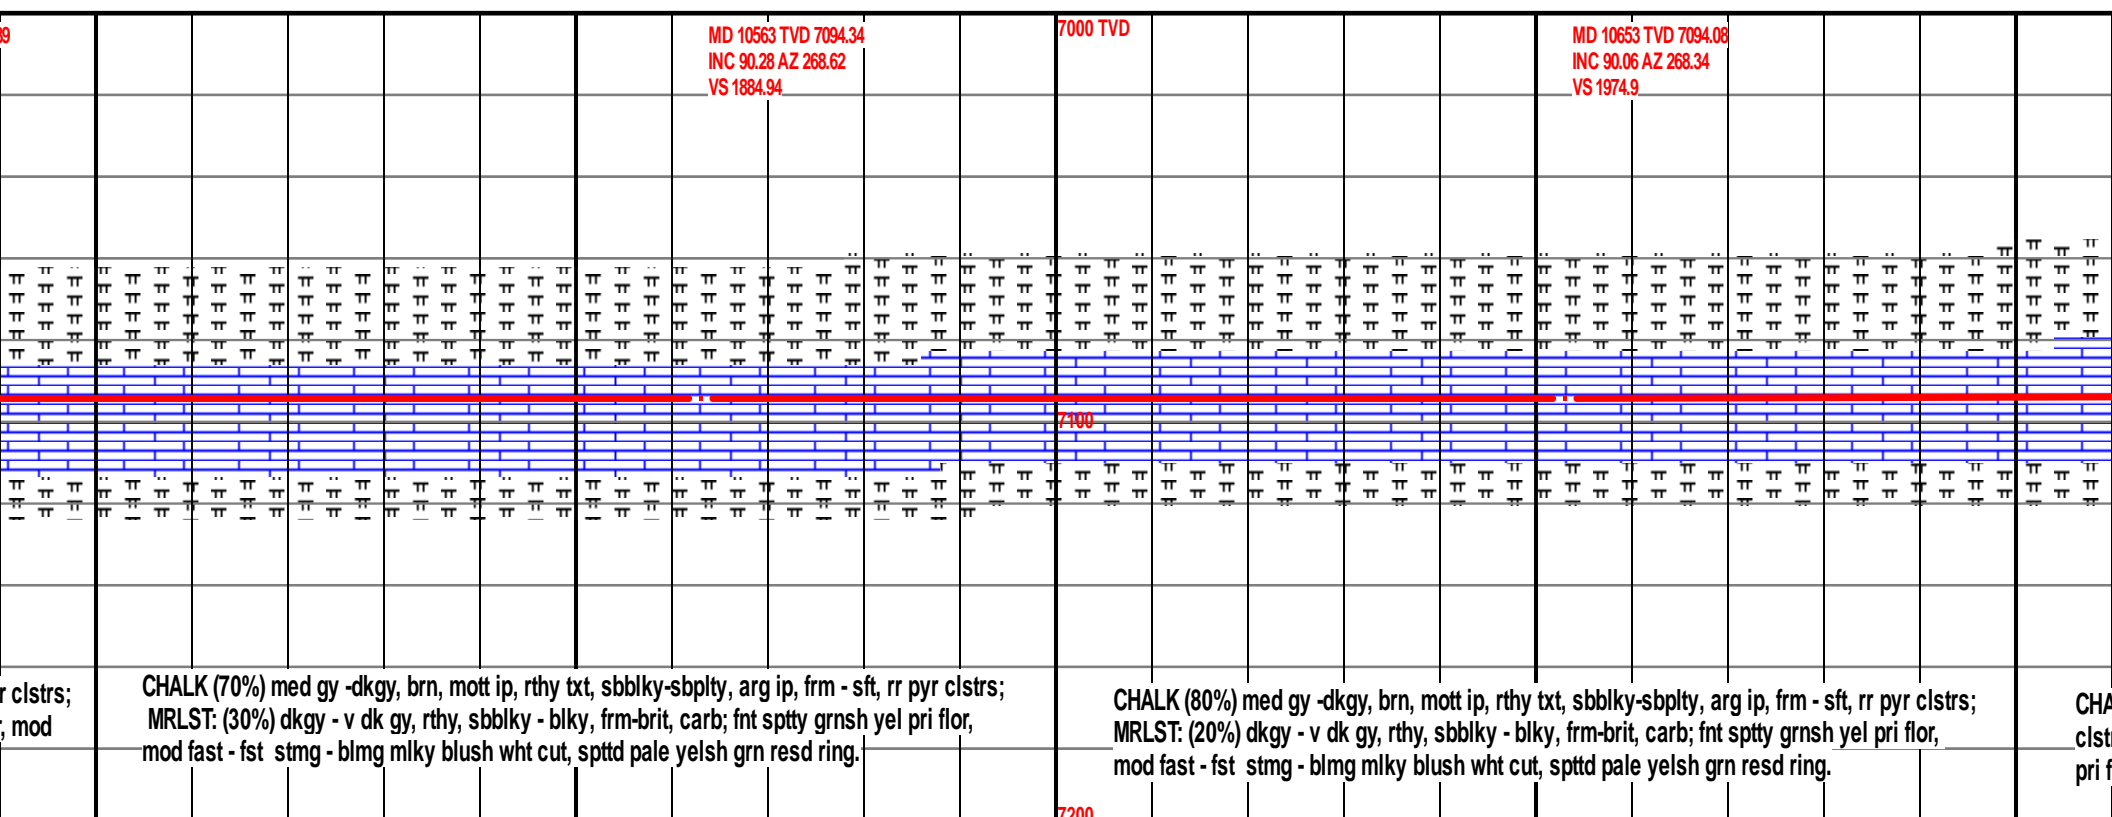 39
MD 10563 TVD 7094.34
INC 90.28 AZ 268.62
VS 1884.94
7000 TVD
MD 10653 TVD 7094.08
INC 90.06 AZ 268.34
VS 1974.9
7100
r clstrs;
, mod
CHALK (70%) med gy -dkgy, brn, mott ip, rthy txt, sbblky-sbplty, arg ip, frm - sft, rr pyr clstrs;
MRLST: (30%) dkgy - v dk gy, rthy, sbblky - blky, frm-brit, carb; fnt sptty grnsh yel pri flor,
mod fast - fst stmg - blmg mlky blush wht cut, spttd pale yelsh grn resd ring.
CHALK (80%) med gy -dkgy, brn, mott ip, rthy txt, sbblky-sbplty, arg ip, frm - sft, rr pyr clstrs;
MRLST: (20%) dkgy - v dk gy, rthy, sbblky - blky, frm-brit, carb; fnt sptty grnsh yel pri flor,
mod fast - fst stmg - blmg mlky blush wht cut, spttd pale yelsh grn resd ring.
CHA
clst
pri f
7200